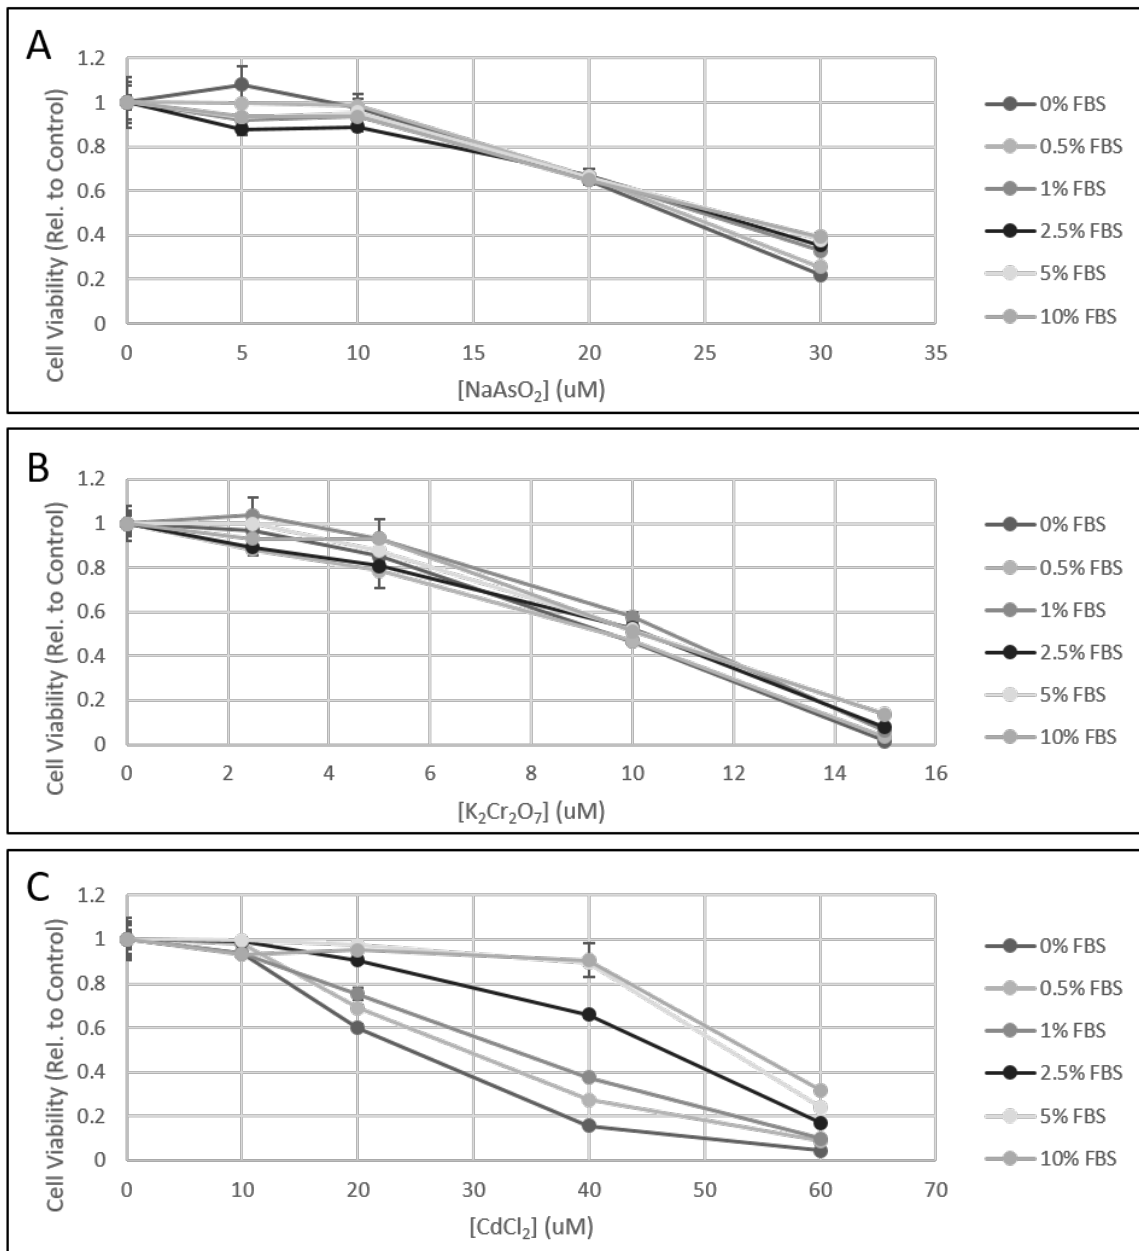 A
Cell Viability (Rel. to Control)
1.2
1
0.8
0.6
0.4
0.2
0
0 5 10 15 20 25 30 35
[NaAsO₂] (uM)
0% FBS
0.5% FBS
1% FBS
2.5% FBS
5% FBS
10% FBS
B
Cell Viability (Rel. to Control)
1.2
1
0.8
0.6
0.4
0.2
0
0 2 4 6 8 10 12 14 16
[K₂Cr₂O₇] (uM)
0% FBS
0.5% FBS
1% FBS
2.5% FBS
5% FBS
10% FBS
C
Cell Viability (Rel. to Control)
1.2
1
0.8
0.6
0.4
0.2
0
0 10 20 30 40 50 60 70
[CdCl₂] (uM)
0% FBS
0.5% FBS
1% FBS
2.5% FBS
5% FBS
10% FBS